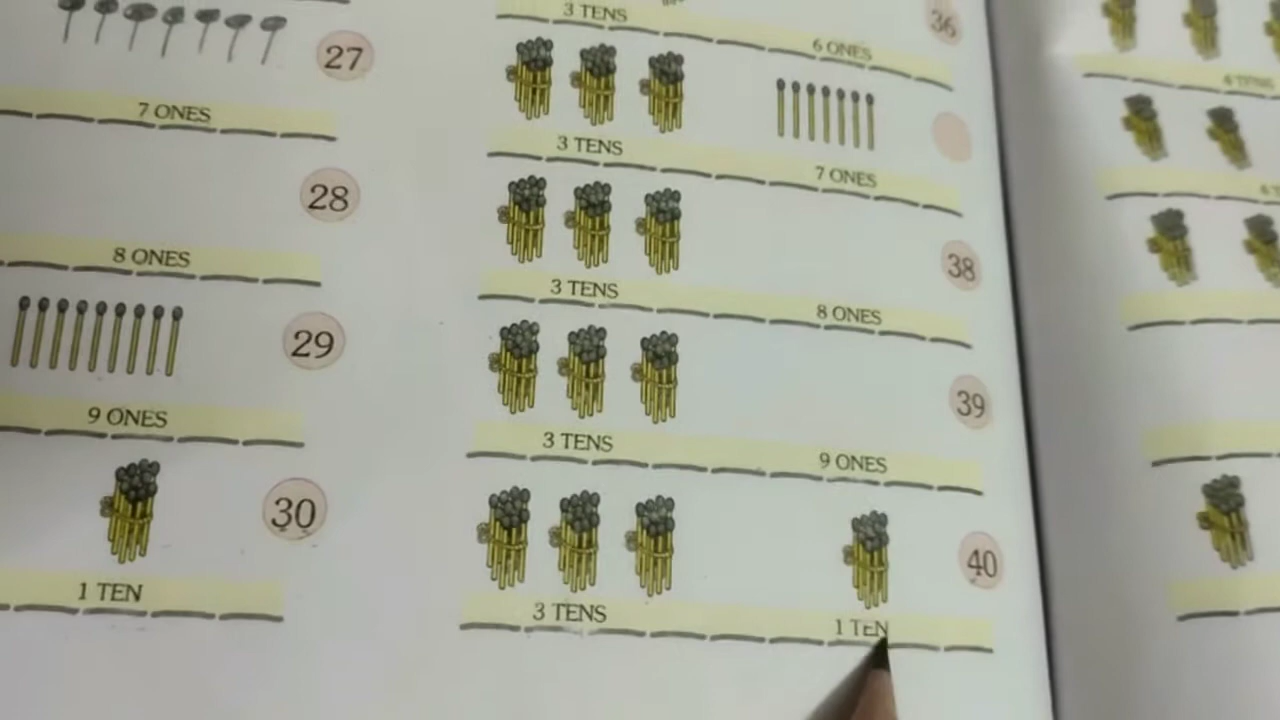 27
7 ONES
28
8 ONES
29
9 ONES
30
1 TEN
3 TENS
6 ONES
36
3 TENS
7 ONES
3 TENS
8 ONES
38
3 TENS
9 ONES
39
3 TENS
1 TEN
40